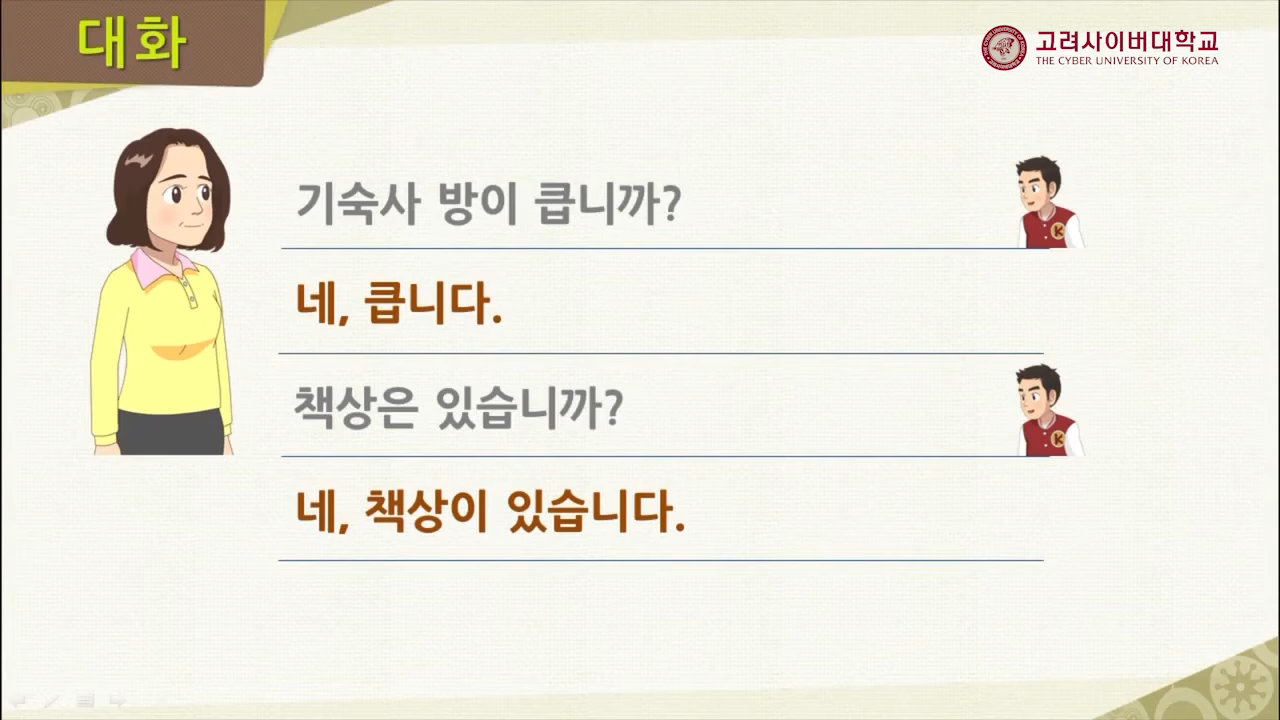 대화
고려사이버대학교
THE CYBER UNIVERSITY OF KOREA
기숙사 방이 큽니까?
K
네, 큽니다.
책상은 있습니까?
K
네, 책상이 있습니다.